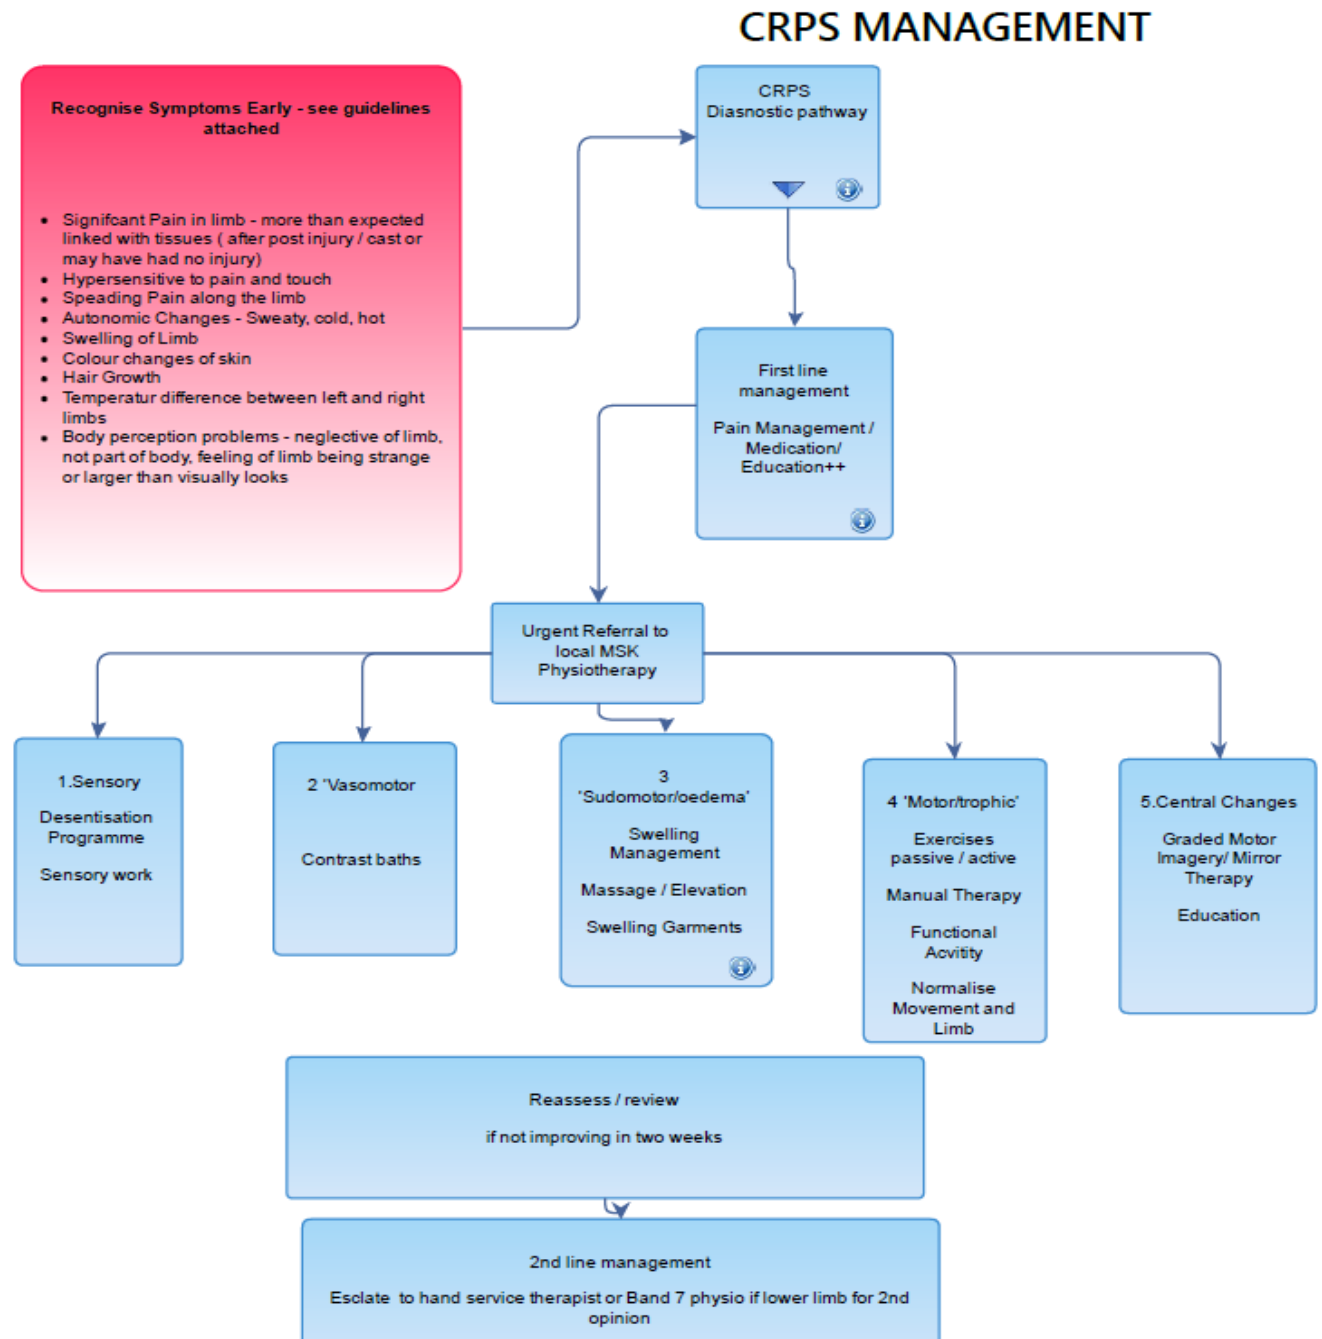 CRPS MANAGEMENT
Recognise Symptoms Early - see guidelines
attached
• Signifcant Pain in limb - more than expected
linked with tissues ( after post injury / cast or
may have had no injury)
• Hypersensitive to pain and touch
• Speading Pain along the limb
• Autonomic Changes - Sweaty, cold, hot
• Swelling of Limb
• Colour changes of skin
• Hair Growth
• Temperatur difference between left and right
limbs
• Body perception problems - neglective of limb,
not part of body, feeling of limb being strange
or larger than visually looks
CRPS
Diasnostic pathway
First line
management
Pain Management /
Medication/
Education++
Urgent Referral to
local MSK
Physiotherapy
1.Sensory
Desentisation
Programme
Sensory work
2 'Vasomotor
Contrast baths
3
'Sudomotor/oedema'
Swelling
Management
Massage / Elevation
Swelling Garments
4 'Motor/trophic'
Exercises
passive / active
Manual Therapy
Functional
Acvitity
Normalise
Movement and
Limb
5.Central Changes
Graded Motor
Imagery/ Mirror
Therapy
Education
Reassess / review
if not improving in two weeks
2nd line management
Esclate to hand service therapist or Band 7 physio if lower limb for 2nd
opinion